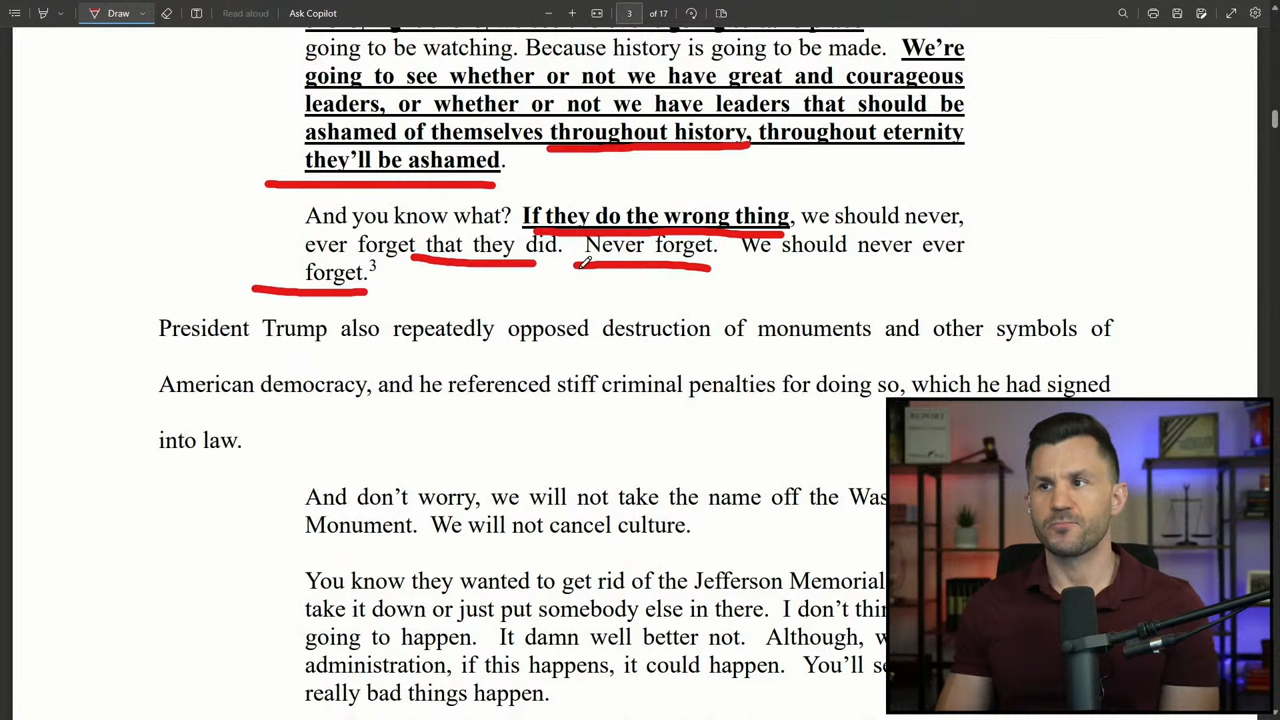 Draw
Read aloud
Ask Copilot
3 of 17
going to be watching. Because history is going to be made. We're
going to see whether or not we have great and courageous
leaders, or whether or not we have leaders that should be
ashamed of themselves throughout history, throughout eternity
they'll be ashamed.
And you know what? If they do the wrong thing, we should never,
ever forget that they did. Never forget. We should never ever
forget.3
President Trump also repeatedly opposed destruction of monuments and other symbols of
American democracy, and he referenced stiff criminal penalties for doing so, which he had signed
into law.
And don't worry, we will not take the name off the Was
Monument. We will not cancel culture.
You know they wanted to get rid of the Jefferson Memorial
take it down or just put somebody else in there. I don't thin
going to happen. It damn well better not. Although, w
administration, if this happens, it could happen. You'll se
really bad things happen.